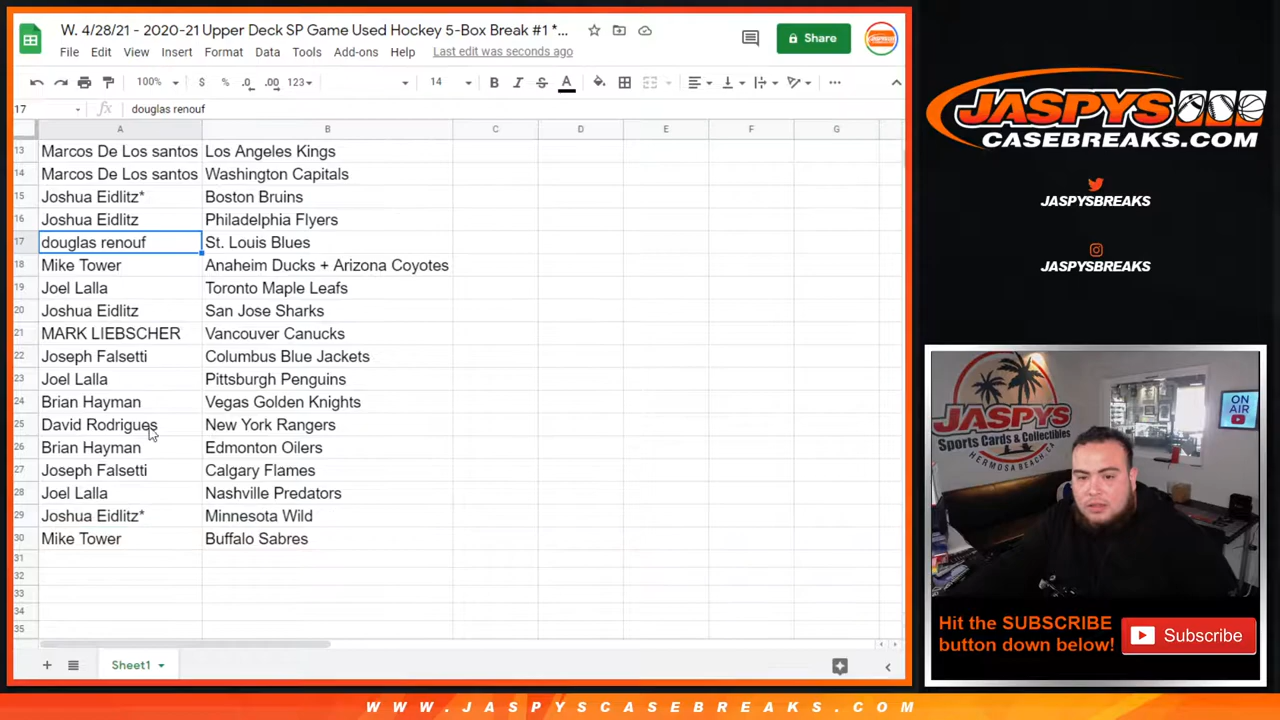 W. 4/28/21 - 2020-21 Upper Deck SP Game Used Hockey 5-Box Break #1 *...
Share
File Edit View Insert Format Data Tools Add-ons Help Last edit was seconds ago
100% $ % .0 .00 123 14 B I S A
17 fx douglas renouf
A B C D E F G
13 Marcos De Los santos Los Angeles Kings
14 Marcos De Los santos Washington Capitals
15 Joshua Eidlitz* Boston Bruins
16 Joshua Eidlitz Philadelphia Flyers
17 douglas renouf St. Louis Blues
18 Mike Tower Anaheim Ducks + Arizona Coyotes
19 Joel Lalla Toronto Maple Leafs
20 Joshua Eidlitz San Jose Sharks
21 MARK LIEBSCHER Vancouver Canucks
22 Joseph Falsetti Columbus Blue Jackets
23 Joel Lalla Pittsburgh Penguins
24 Brian Hayman Vegas Golden Knights
25 David Rodrigues New York Rangers
26 Brian Hayman Edmonton Oilers
27 Joseph Falsetti Calgary Flames
28 Joel Lalla Nashville Predators
29 Joshua Eidlitz* Minnesota Wild
30 Mike Tower Buffalo Sabres
31
32
33
34
35
Sheet1
JASPYS
CASEBREAKS.COM
JASPYSBREAKS
JASPYSBREAKS
JASPYS
Sports Cards & Collectibles
HERMOSA BEACH, CA
ON AIR
Hit the SUBSCRIBE
button down below!
Subscribe
WWW.JASPYSCASEBREAKS.COM